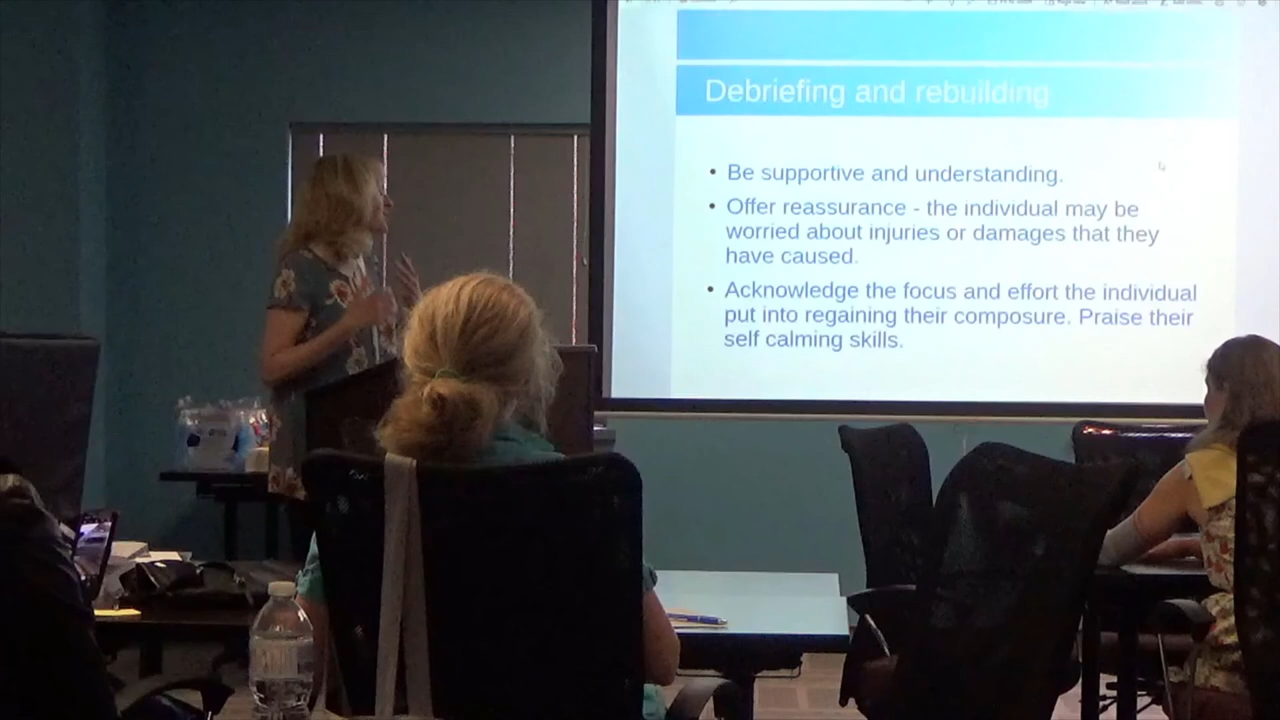 Debriefing and rebuilding
• Be supportive and understanding.
• Offer reassurance - the individual may be
worried about injuries or damages that they
have caused.
• Acknowledge the focus and effort the individual
put into regaining their composure. Praise their
self calming skills.